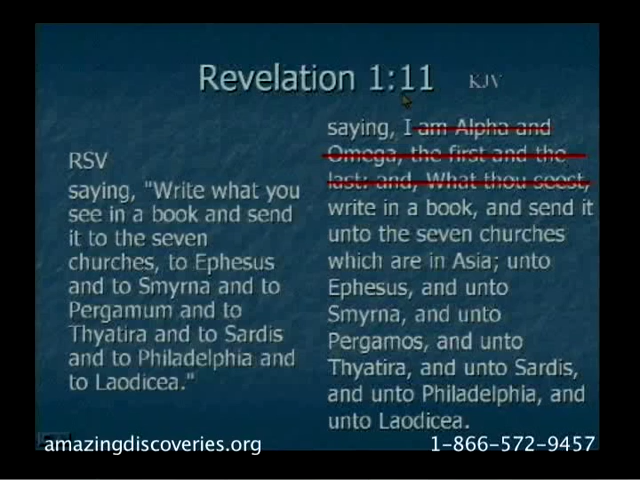 Revelation 1:11 KJV
RSV
saying, "Write what you
see in a book and send
it to the seven
churches, to Ephesus
and to Smyrna and to
Pergamum and to
Thyatira and to Sardis
and to Philadelphia and
to Laodicea."
saying, I am Alpha and
Omega, the first and the
last: and, What thou seest,
write in a book, and send it
unto the seven churches
which are in Asia; unto
Ephesus, and unto
Smyrna, and unto
Pergamos, and unto
Thyatira, and unto Sardis,
and unto Philadelphia, and
unto Laodicea.
amazingdiscoveries.org 1-866-572-9457